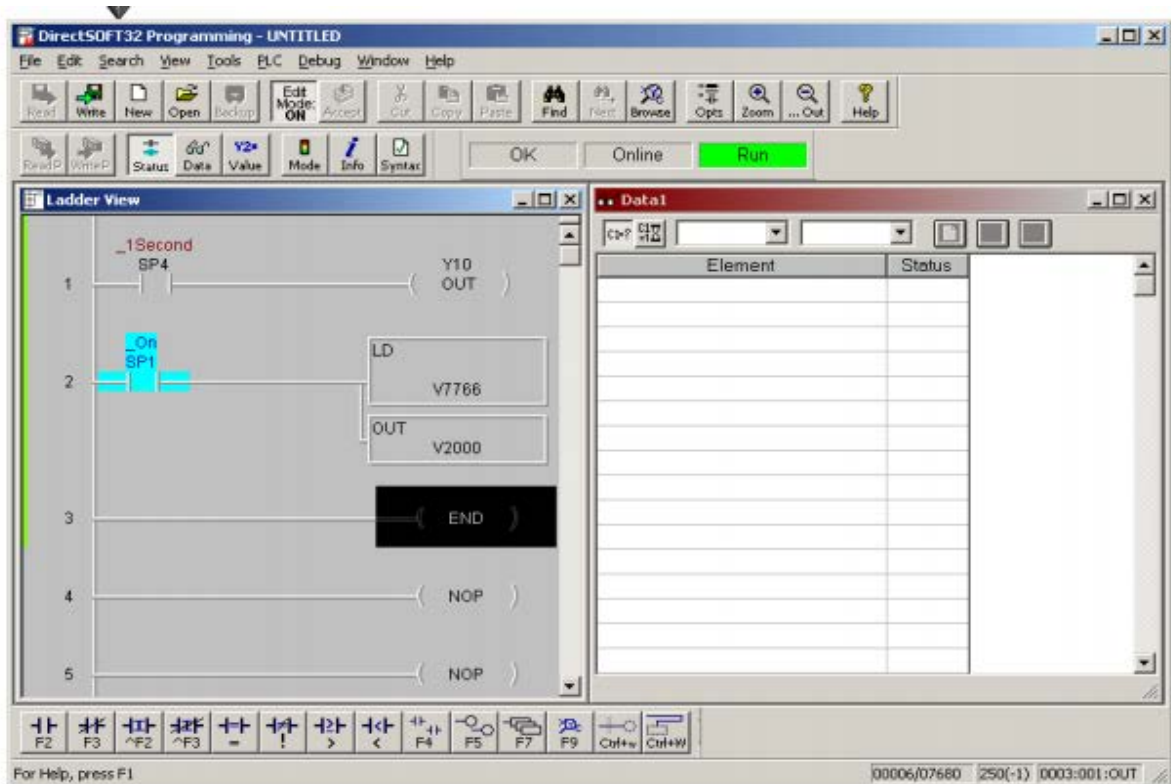 DirectSOFT32 Programming - UNTITLED
File Edit Search View Tools PLC Debug Window Help
Read Write New Open Backup Edit Mode: ON Accept Cut Copy Paste Find Next Browse Opts Zoom ... Out Help
ReadP WriteP Status Data Value Mode Info Syntax OK Online Run
Ladder View
_1Second
SP4 Y10
1 OUT
_On
SP1 LD
2 V7766
OUT
V2000
3 END
4 NOP
5 NOP
Data1
Element Status
F2 F3 ^F2 ^F3 = ! > < F4 F5 F7 F9 Ctrl+w Ctrl+W
For Help, press F1 00006/07680 250(-1) 0003:001:OUT